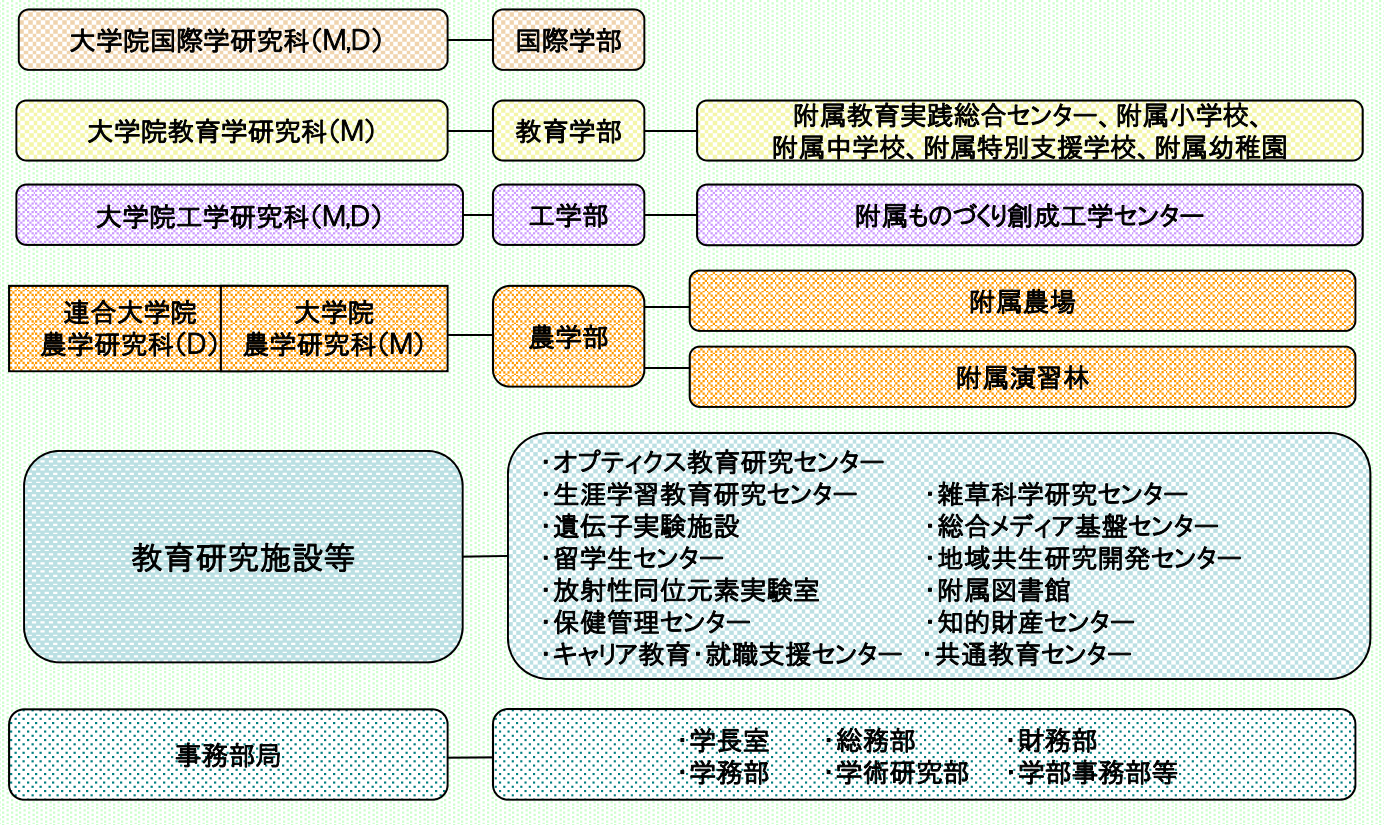 大学院国際学研究科(M,D)
国際学部
大学院教育学研究科(M)
教育学部
附属教育実践総合センター、附属小学校、
附属中学校、附属特別支援学校、附属幼稚園
大学院工学研究科(M,D)
工学部
附属ものづくり創成工学センター
連合大学院
農学研究科(D)
大学院
農学研究科(M)
農学部
附属農場
附属演習林
教育研究施設等
・オプティクス教育研究センター
・生涯学習教育研究センター ・雑草科学研究センター
・遺伝子実験施設 ・総合メディア基盤センター
・留学生センター ・地域共生研究開発センター
・放射性同位元素実験室 ・附属図書館
・保健管理センター ・知的財産センター
・キャリア教育・就職支援センター ・共通教育センター
事務部局
・学長室 ・総務部 ・財務部
・学務部 ・学術研究部 ・学部事務部等